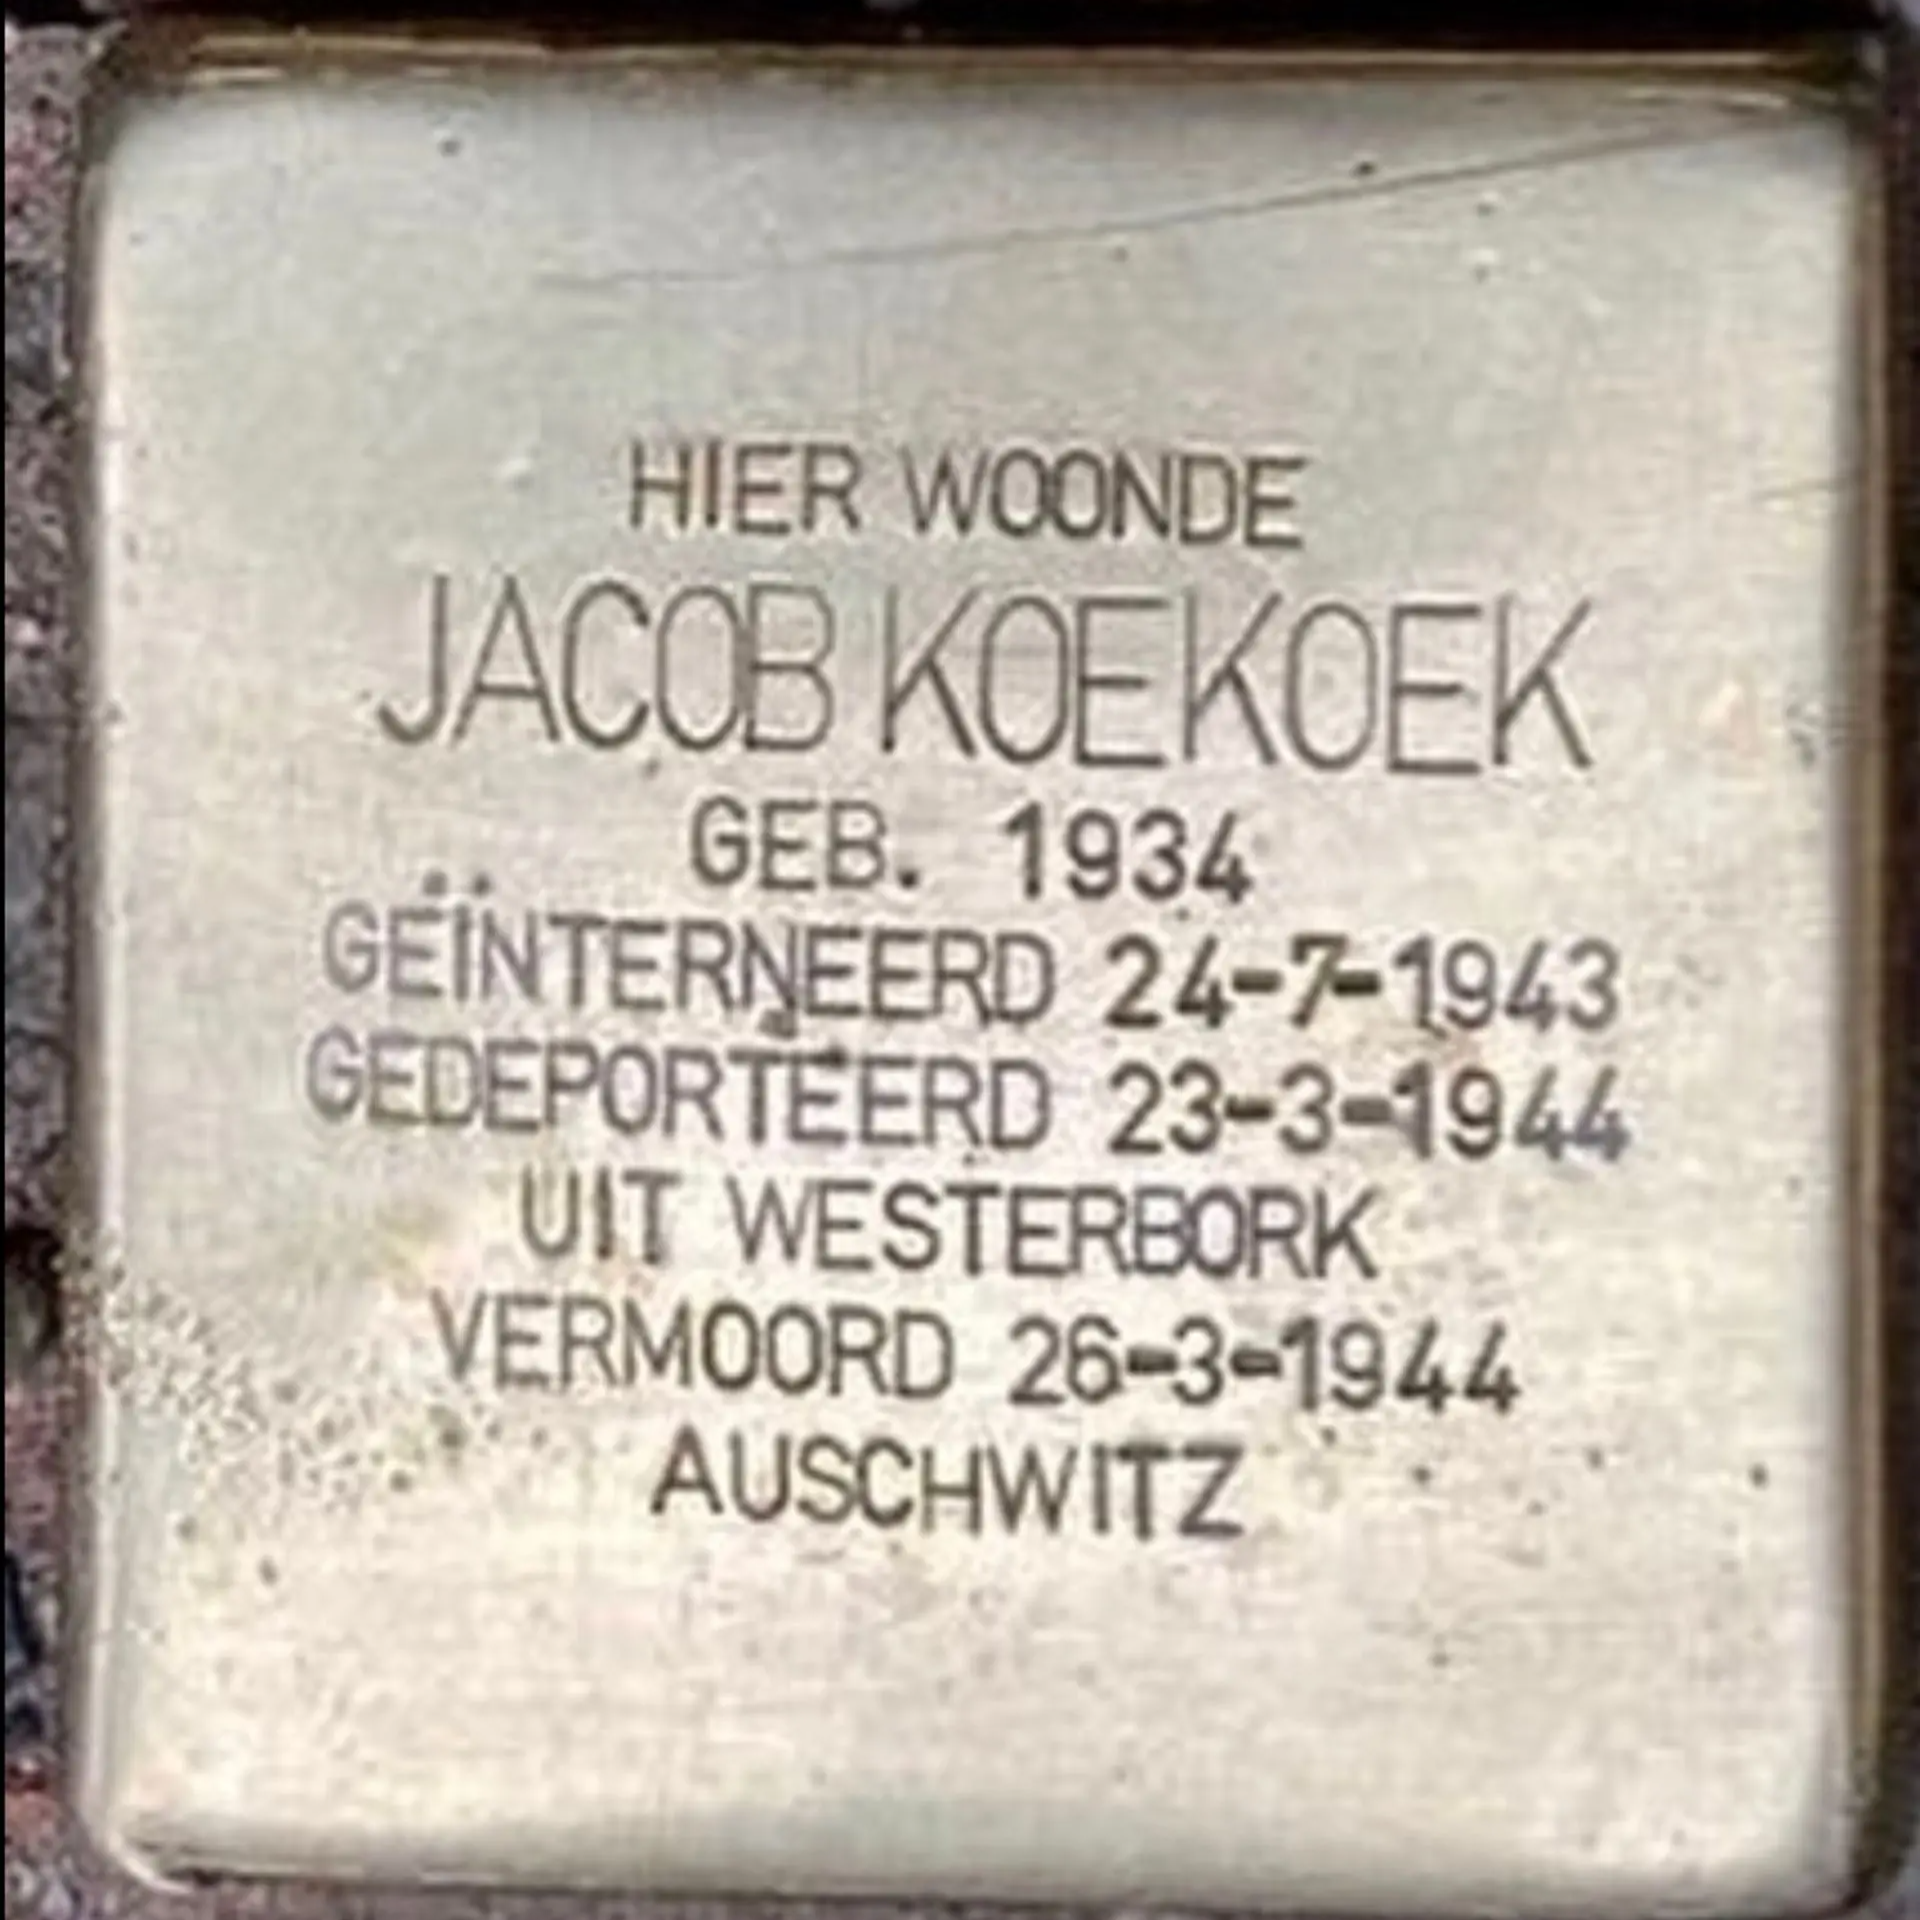 HIER WOONDE
JACOB KOEKOEK
GEB. 1934
GEÏNTERNEERD 24-7-1943
GEDEPORTEERD 23-3-1944
UIT WESTERBORK
VERMOORD 26-3-1944
AUSCHWITZ